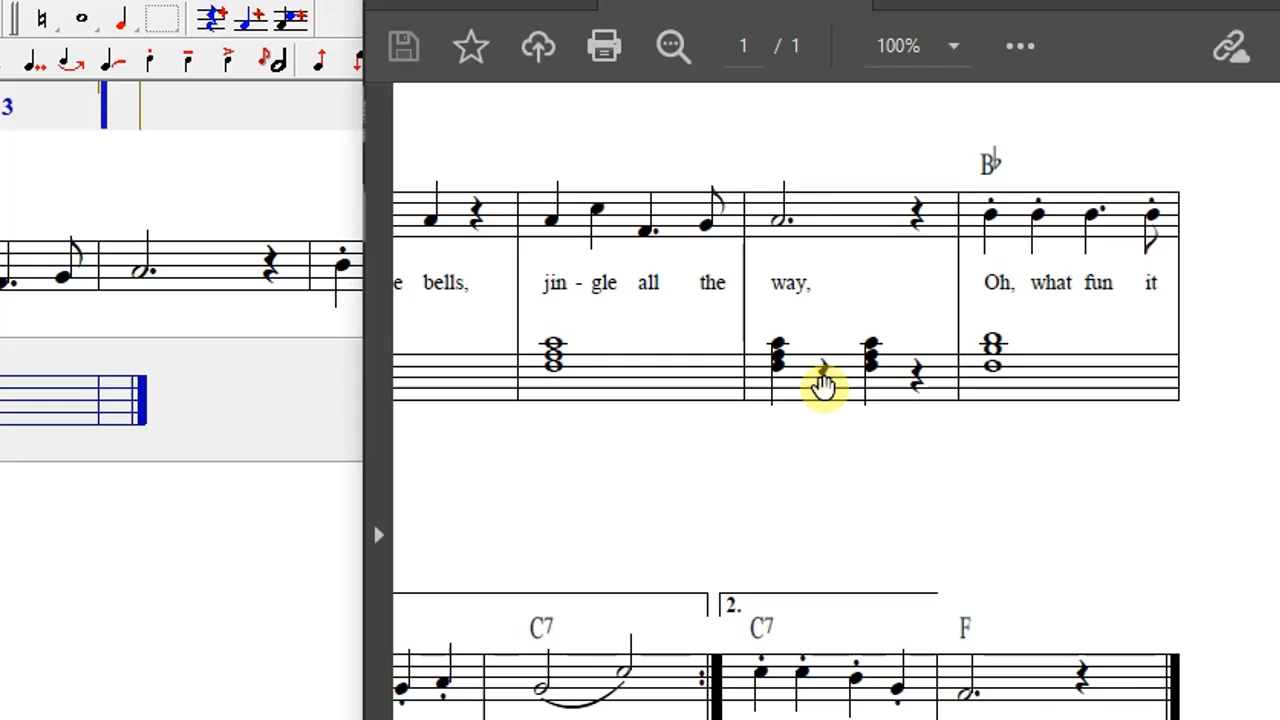 1 / 1
100%
3
B♭
e bells, jin - gle all the way, Oh, what fun it
2.
C7 C7 F